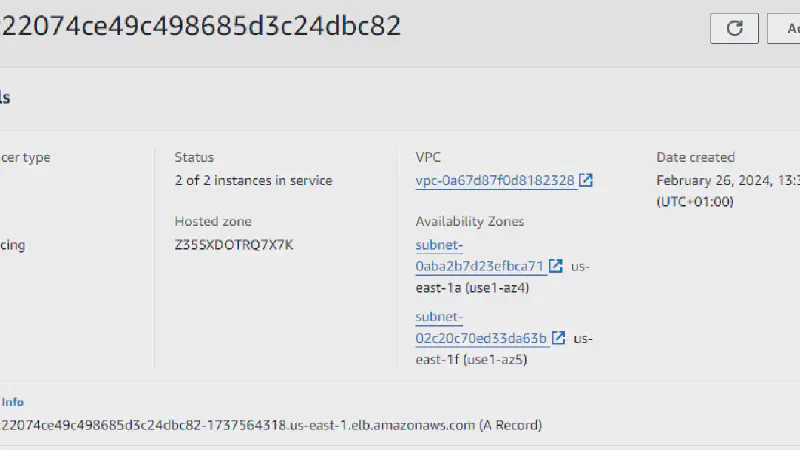 22074ce49c498685d3c24dbc82
ls
cer type
Status
2 of 2 instances in service
VPC
vpc-0a67d87f0d8182328
Date created
February 26, 2024, 13:3
(UTC+01:00)
cing
Hosted zone
Z35SXDOTRQ7X7K
Availability Zones
subnet-
0aba2b7d23efbca71 us-
east-1a (use1-az4)
subnet-
02c20c70ed33da63b us-
east-1f (use1-az5)
Info
22074ce49c498685d3c24dbc82-1737564318.us-east-1.elb.amazonaws.com (A Record)